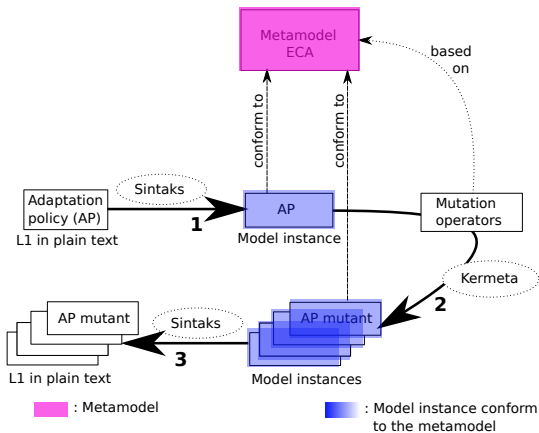 Metamodel
ECA
based
on
conform to
conform to
Sintaks
Adaptation
policy (AP)
1
AP
Mutation
operators
L1 in plain text
Model instance
Kermeta
2
AP mutant
Sintaks
AP mutant
3
L1 in plain text
Model instances
: Metamodel
: Model instance conform
to the metamodel